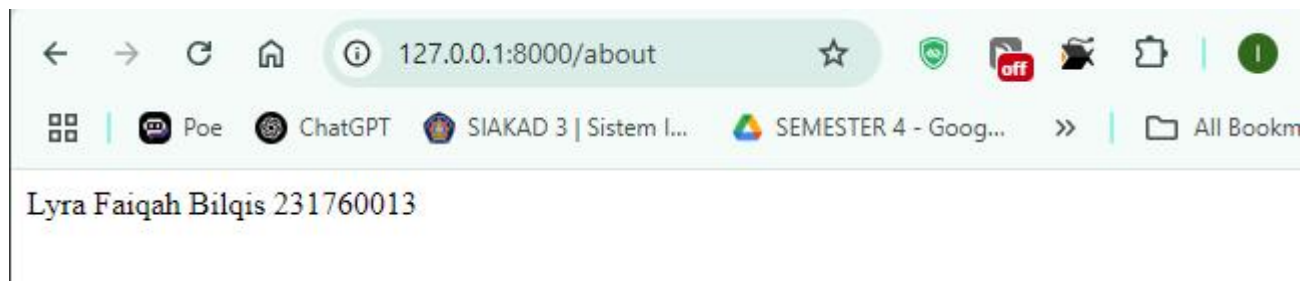 127.0.0.1:8000/about
off
I
Poe
ChatGPT
SIAKAD 3 | Sistem I...
SEMESTER 4 - Goog...
All Bookm
Lyra Faiqah Bilqis 231760013